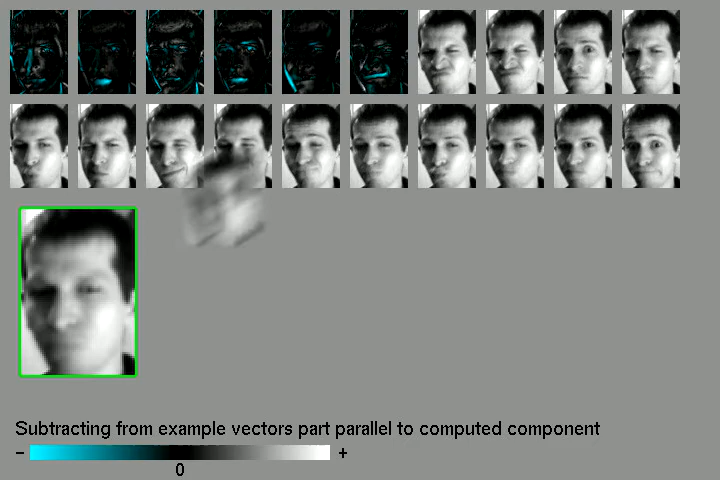 Subtracting from example vectors part parallel to computed component
– +
0